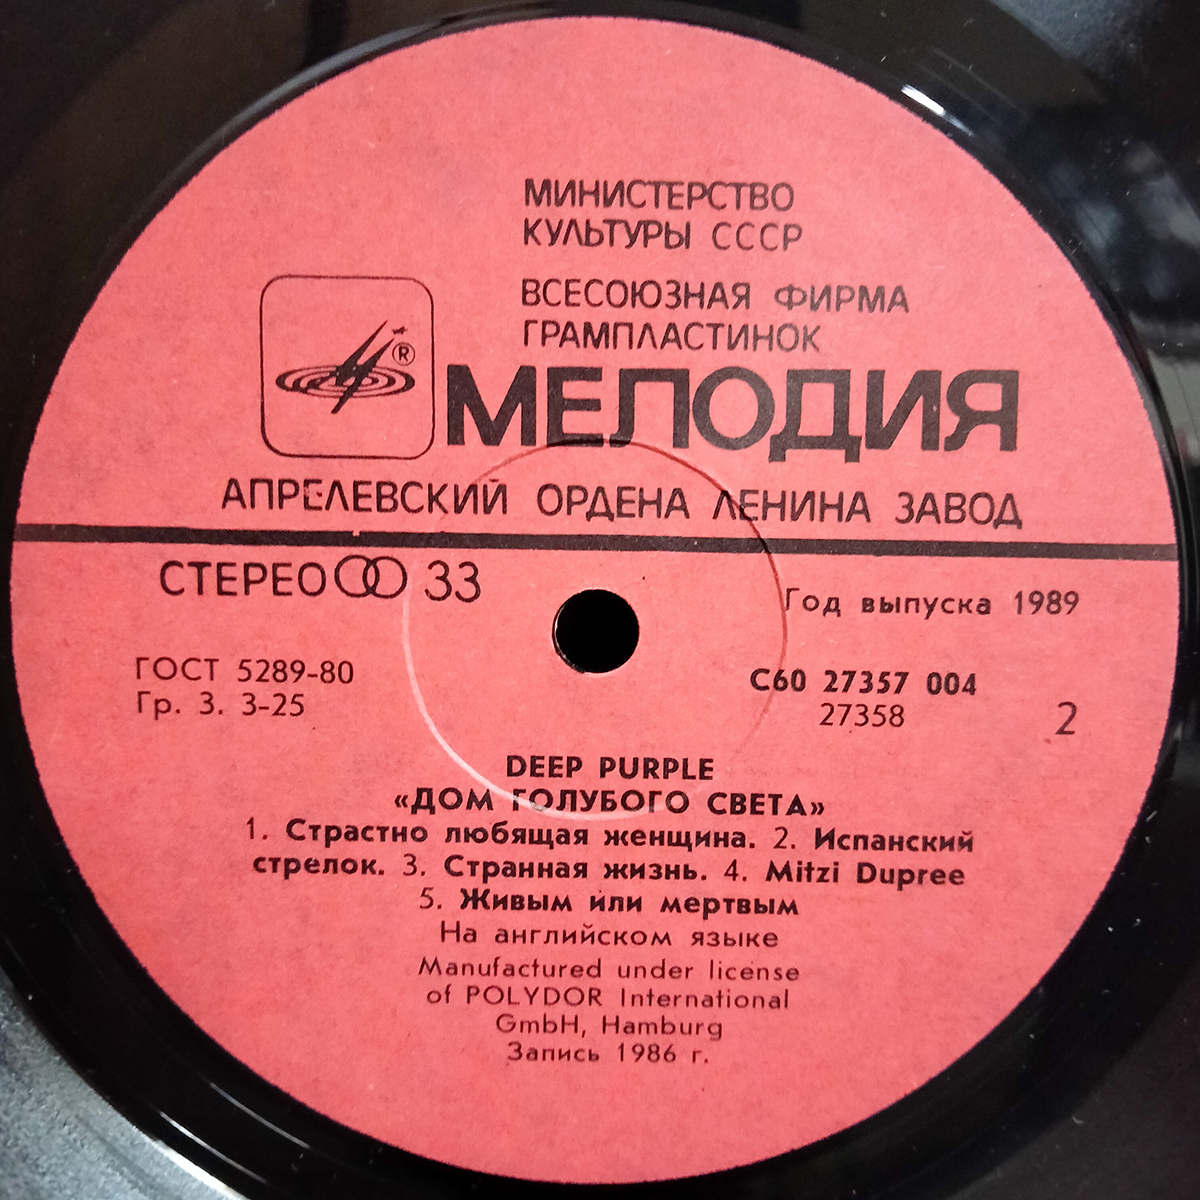 МИНИСТЕРСТВО
КУЛЬТУРЫ СССР
ВСЕСОЮЗНАЯ ФИРМА
ГРАМПЛАСТИНОК
®
МЕЛОДИЯ
АПРЕЛЕВСКИЙ ОРДЕНА ЛЕНИНА ЗАВОД
СТЕРЕО 33
Год выпуска 1989
ГОСТ 5289-80
Гр. 3. 3-25
С60 27357 004
27358
2
DEEP PURPLE
«ДОМ ГОЛУБОГО СВЕТА»
1. Страстно любящая женщина. 2. Испанский
стрелок. 3. Странная жизнь. 4. Mitzi Dupree
5. Живым или мертвым
На английском языке
Manufactured under license
of POLYDOR International
GmbH, Hamburg
Запись 1986 г.